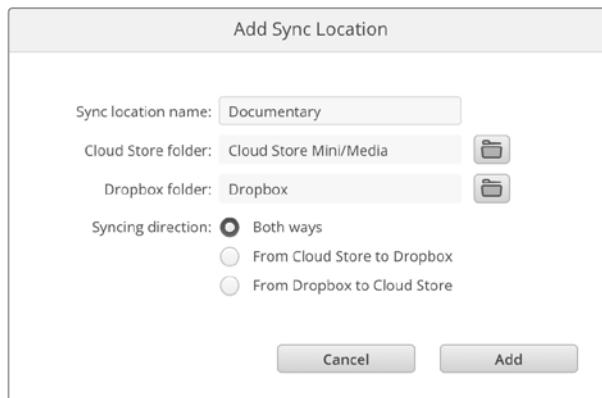 Add Sync Location
Sync location name: Documentary
Cloud Store folder: Cloud Store Mini/Media
Dropbox folder: Dropbox
Syncing direction: Both ways
From Cloud Store to Dropbox
From Dropbox to Cloud Store
Cancel Add